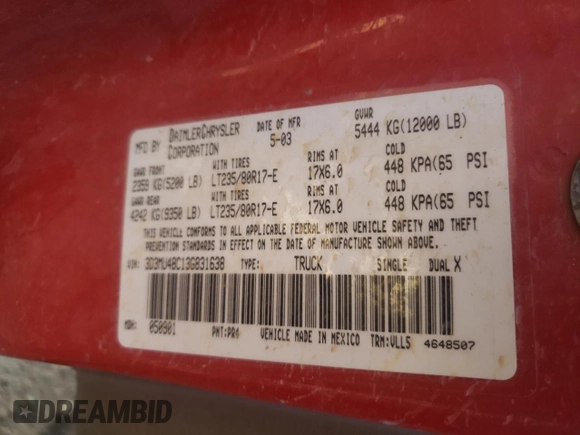 MFD BY DAIMLERCHRYSLER CORPORATION DATE OF MFR 5-03 GVWR 5444 KG(12000 LB)
GAWR FRONT WITH TIRES RIMS AT COLD
2359 KG(5200 LB) LT235/80R17-E 17X6.0 448 KPA(65 PSI
GAWR REAR WITH TIRES RIMS AT COLD
4242 KG(9350 LB) LT235/80R17-E 17X6.0 448 KPA(65 PSI
THIS VEHICLE CONFORMS TO ALL APPLICABLE FEDERAL MOTOR VEHICLE SAFETY AND THEFT
PREVENTION STANDARDS IN EFFECT ON THE DATE OF MANUFACTURE SHOWN ABOVE.
VIN: 3D3MU48C13G831638 TYPE: TRUCK SINGLE DUAL X
MDH: 050901 PNT:PR4 VEHICLE MADE IN MEXICO TRM:VLL5 4648507
DREAMBID